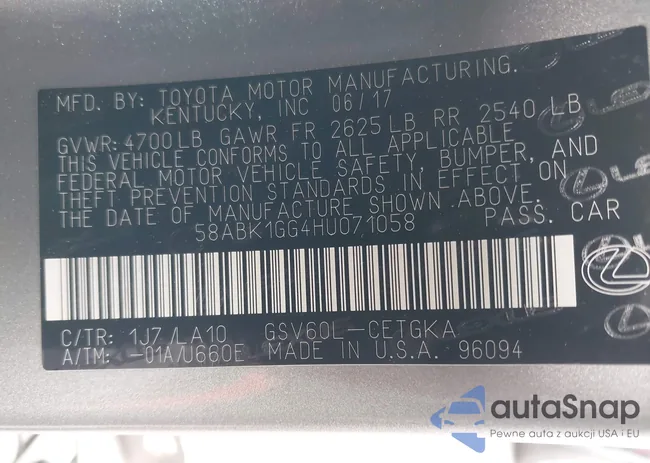 MFD. BY: TOYOTA MOTOR MANUFACTURING.
KENTUCKY, INC 06/17
GVWR: 4700LB GAWR FR 2625LB RR 2540 LB
THIS VEHICLE CONFORMS TO ALL APPLICABLE
FEDERAL MOTOR VEHICLE SAFETY, BUMPER, AND
THEFT PREVENTION STANDARDS IN EFFECT ON
THE DATE OF MANUFACTURE SHOWN ABOVE.
58ABK1GG4HU071058 PASS. CAR
C/TR: 1J7/LA10 GSV60L-CETGKA
A/TM: -01A/U660E MADE IN U.S.A. 96094
autaSnap
Pewne auta z aukcji USA i EU